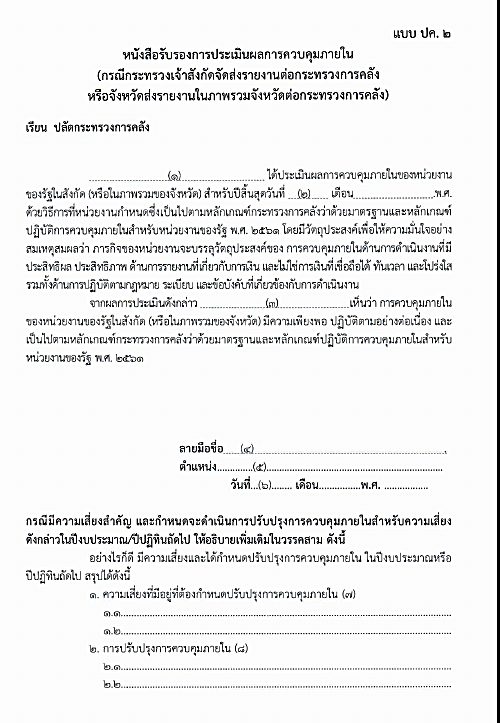 แบบ ปค. ๒
หนังสือรับรองการประเมินผลการควบคุมภายใน
(กรณีกระทรวงเจ้าสังกัดจัดส่งรายงานต่อกระทรวงการคลัง
หรือจังหวัดส่งรายงานในภาพรวมจังหวัดต่อกระทรวงการคลัง)
เรียน ปลัดกระทรวงการคลัง
....................(๑)........................ ได้ประเมินผลการควบคุมภายในของหน่วยงาน
ของรัฐในสังกัด (หรือในภาพรวมของจังหวัด) สำหรับปีสิ้นสุดวันที่ ...(๒)..... เดือน.........................พ.ศ.
ด้วยวิธีการที่หน่วยงานกำหนดซึ่งเป็นไปตามหลักเกณฑ์กระทรวงการคลังว่าด้วยมาตรฐานและหลักเกณฑ์
ปฏิบัติการควบคุมภายในสำหรับหน่วยงานของรัฐ พ.ศ. ๒๕๖๑ โดยมีวัตถุประสงค์เพื่อให้ความมั่นใจอย่าง
สมเหตุสมผลว่า ภารกิจของหน่วยงานจะบรรลุวัตถุประสงค์ของ การควบคุมภายในด้านการดำเนินงานที่มี
ประสิทธิผล ประสิทธิภาพ ด้านการรายงานที่เกี่ยวกับการเงิน และไม่ใช่การเงินที่เชื่อถือได้ ทันเวลา และโปร่งใส
รวมทั้งด้านการปฏิบัติตามกฎหมาย ระเบียบ และข้อบังคับที่เกี่ยวข้องกับการดำเนินงาน
จากผลการประเมินดังกล่าว ....................(๓)......................เห็นว่า การควบคุมภายใน
ของหน่วยงานของรัฐในสังกัด (หรือในภาพรวมของจังหวัด) มีความเพียงพอ ปฏิบัติตามอย่างต่อเนื่อง และ
เป็นไปตามหลักเกณฑ์กระทรวงการคลังว่าด้วยมาตรฐานและหลักเกณฑ์ปฏิบัติการควบคุมภายในสำหรับ
หน่วยงานของรัฐ พ.ศ. ๒๕๖๑
ลายมือชื่อ.....(๔)......................................................
ตำแหน่ง............(๕).....................................................
วันที่...(๖)........ เดือน...............พ.ศ. ................
กรณีมีความเสี่ยงสำคัญ และกำหนดจะดำเนินการปรับปรุงการควบคุมภายในสำหรับความเสี่ยง
ดังกล่าวในปีงบประมาณ/ปีปฏิทินถัดไป ให้อธิบายเพิ่มเติมในวรรคสาม ดังนี้
อย่างไรก็ดี มีความเสี่ยงและได้กำหนดปรับปรุงการควบคุมภายใน ในปีงบประมาณหรือ
ปีปฏิทินถัดไป สรุปได้ดังนี้
๑. ความเสี่ยงที่มีอยู่ที่ต้องกำหนดปรับปรุงการควบคุมภายใน (๗)
๑.๑..........................................................................................
๑.๒..........................................................................................
๒. การปรับปรุงการควบคุมภายใน (๘)
๒.๑..........................................................................................
๒.๒..........................................................................................